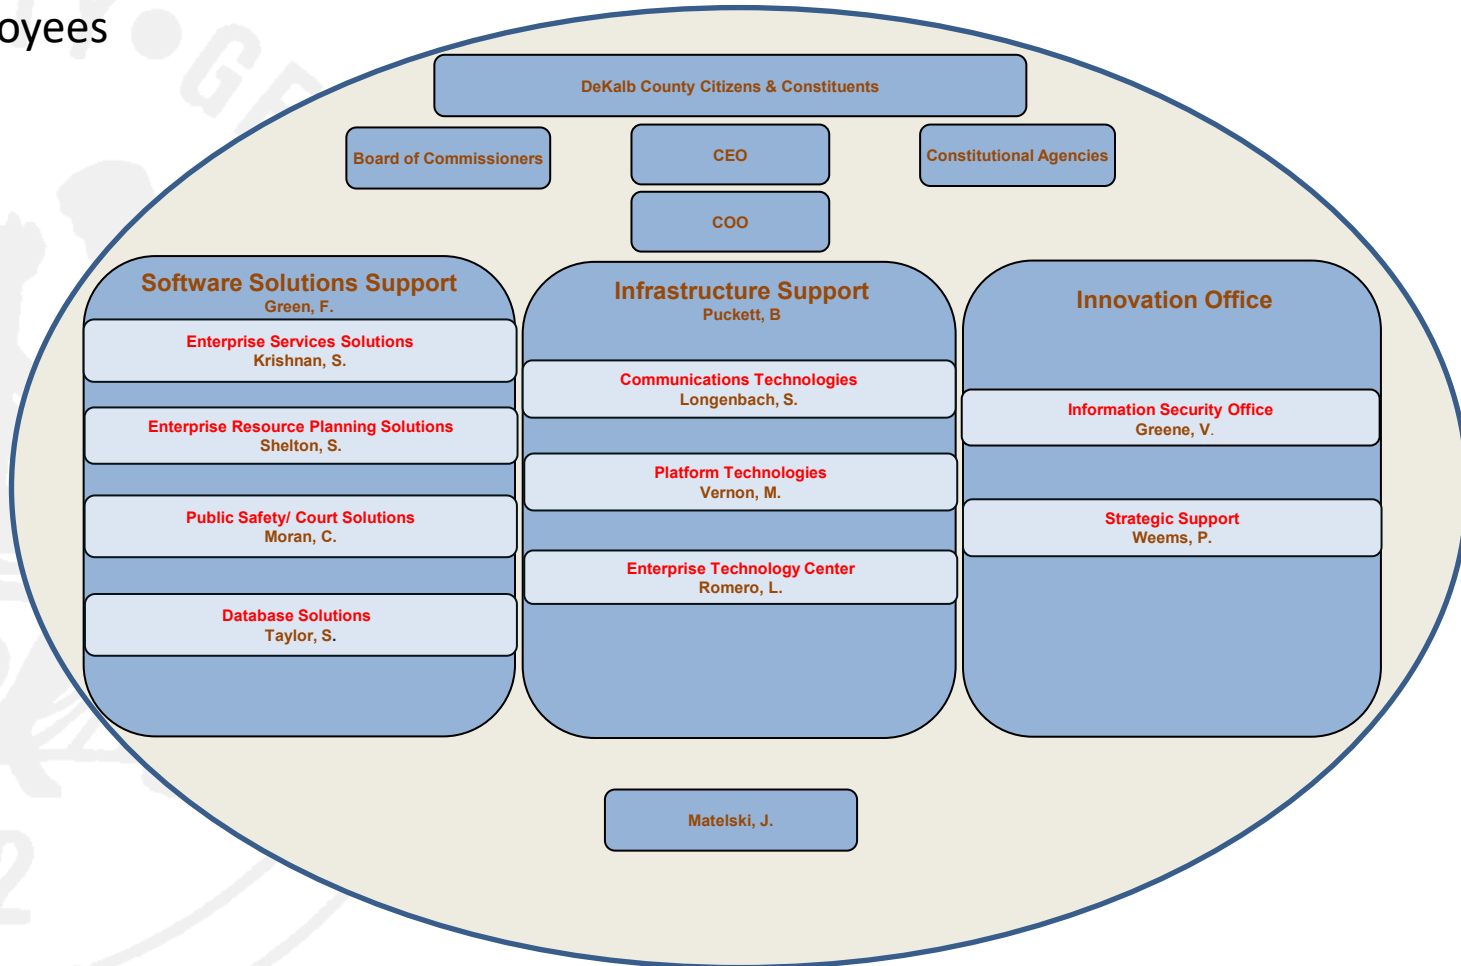 oyees
DeKalb County Citizens & Constituents
Board of Commissioners
CEO
Constitutional Agencies
COO
Software Solutions Support
Green, F.
Enterprise Services Solutions
Krishnan, S.
Enterprise Resource Planning Solutions
Shelton, S.
Public Safety/ Court Solutions
Moran, C.
Database Solutions
Taylor, S.
Infrastructure Support
Puckett, B
Communications Technologies
Longenbach, S.
Platform Technologies
Vernon, M.
Enterprise Technology Center
Romero, L.
Innovation Office
Information Security Office
Greene, V.
Strategic Support
Weems, P.
Matelski, J.